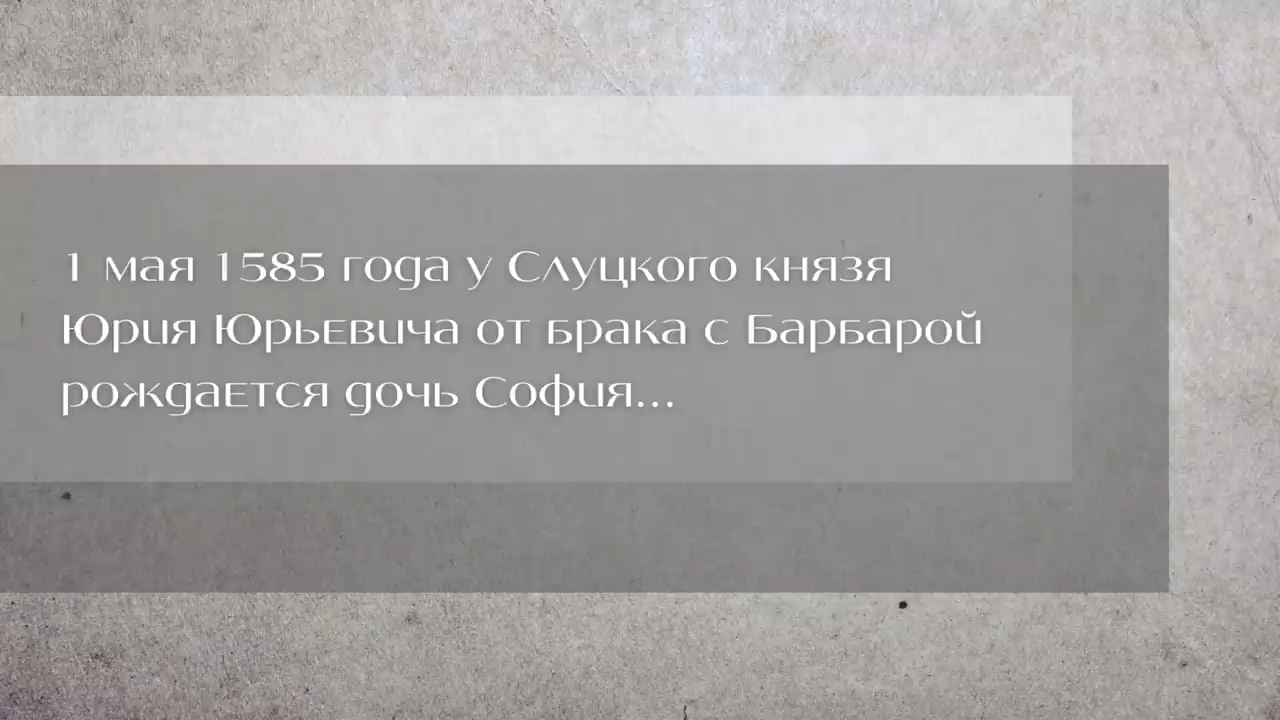 1 мая 1585 года у Слуцкого князя
Юрия Юрьевича от брака с Барбарой
рождается дочь София...